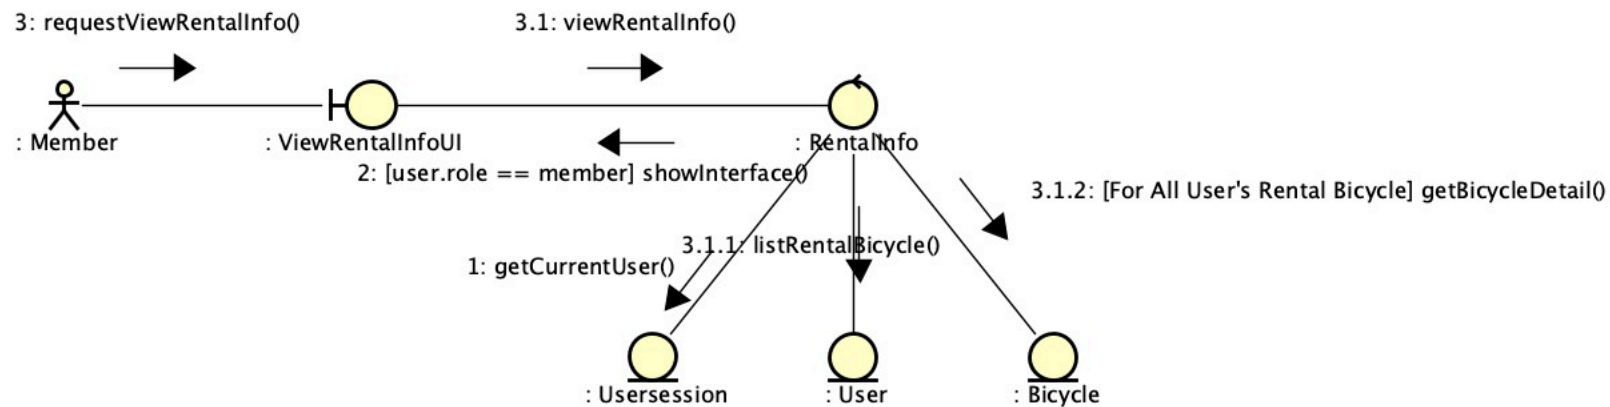 3: requestViewRentalInfo()
3.1: viewRentalInfo()
: Member
: ViewRentalInfoUI
: RentalInfo
2: [user.role == member] showInterface()
3.1.2: [For All User's Rental Bicycle] getBicycleDetail()
3.1.1: listRentalBicycle()
1: getCurrentUser()
: Usersession
: User
: Bicycle